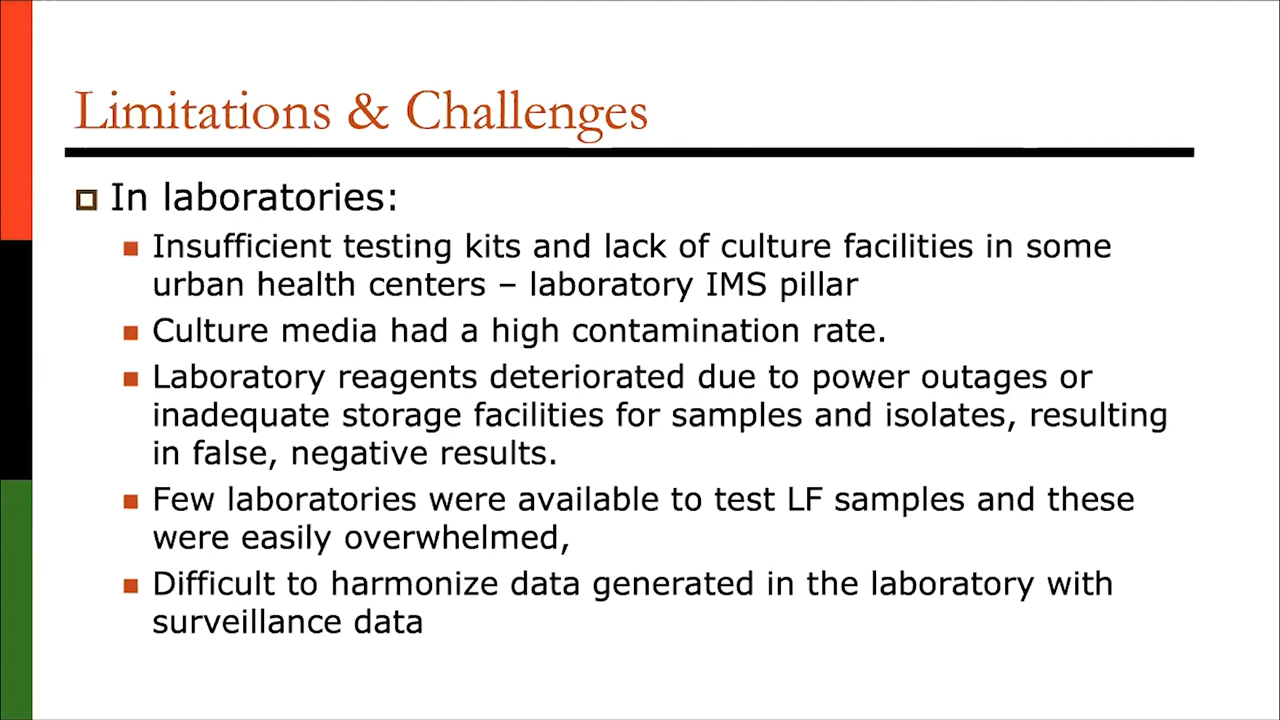 Limitations & Challenges
In laboratories:
Insufficient testing kits and lack of culture facilities in some
urban health centers – laboratory IMS pillar
Culture media had a high contamination rate.
Laboratory reagents deteriorated due to power outages or
inadequate storage facilities for samples and isolates, resulting
in false, negative results.
Few laboratories were available to test LF samples and these
were easily overwhelmed,
Difficult to harmonize data generated in the laboratory with
surveillance data